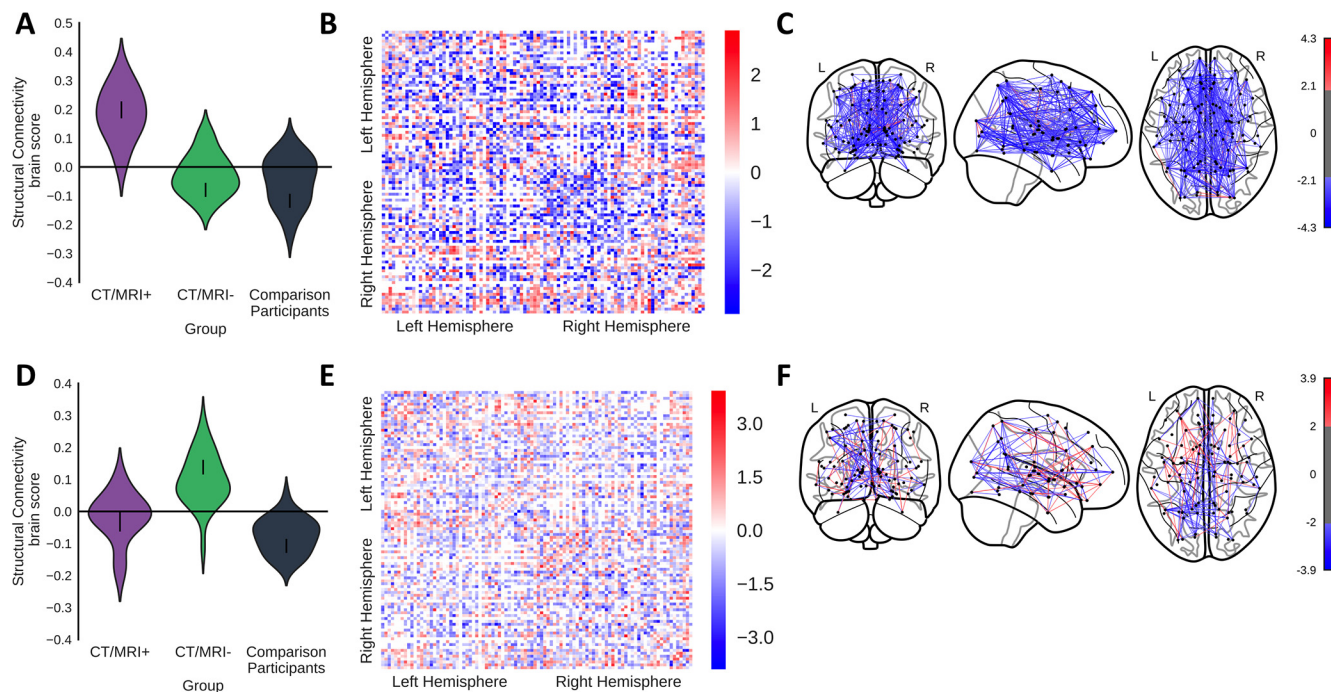 A
0.5
0.4
0.3
0.2
0.1
0.0
−0.1
−0.2
−0.3
−0.4
Structural Connectivity
brain score
CT/MRI+ CT/MRI- Comparison
Participants
Group
B
Left Hemisphere
Right Hemisphere
Left Hemisphere Right Hemisphere
2
1
0
−1
−2
C
L R
L R
4.3
2.1
0
-2.1
-4.3
D
0.4
0.3
0.2
0.1
0.0
−0.1
−0.2
−0.3
−0.4
Structural Connectivity
brain score
CT/MRI+ CT/MRI- Comparison
Participants
Group
E
Left Hemisphere
Right Hemisphere
Left Hemisphere Right Hemisphere
3.0
1.5
0.0
−1.5
−3.0
F
L R
L R
3.9
2
0
-2
-3.9